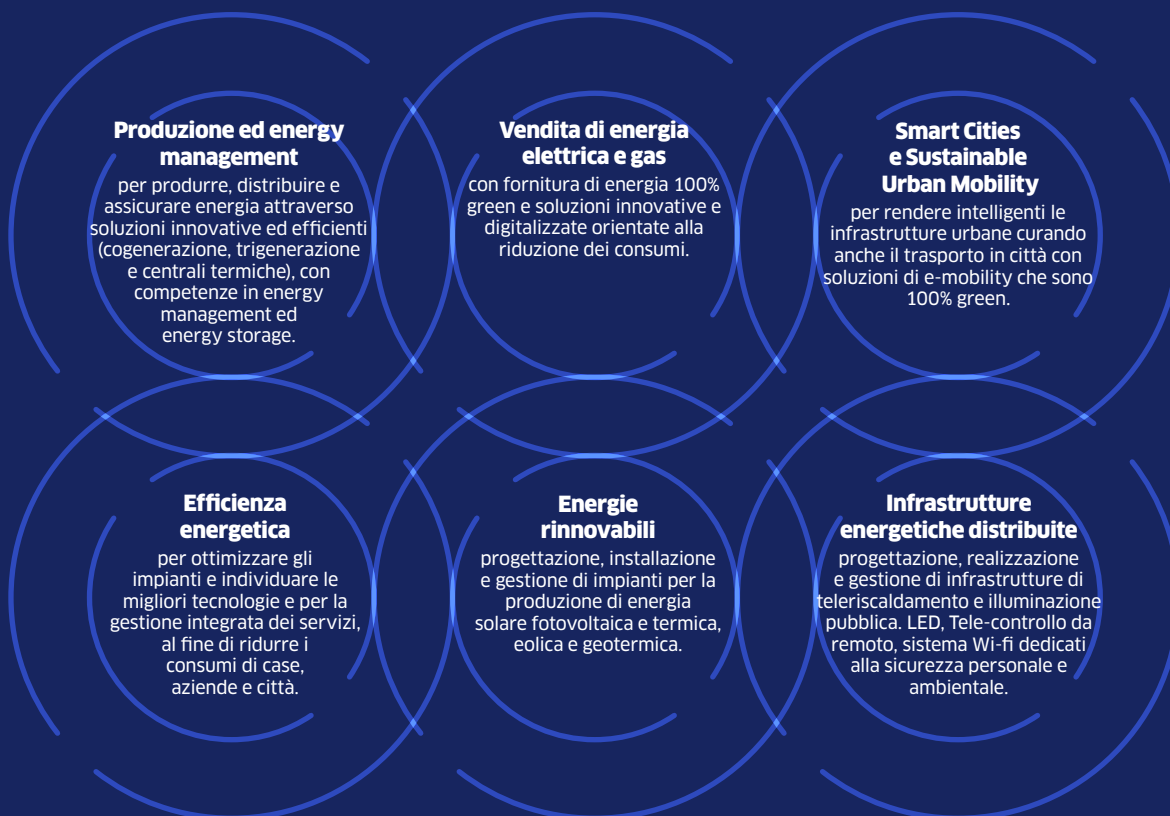 Produzione ed energy
management
per produrre, distribuire e
assicurare energia attraverso
soluzioni innovative ed efficienti
(cogenerazione, trigenerazione
e centrali termiche), con
competenze in energy
management ed
energy storage.
Vendita di energia
elettrica e gas
con fornitura di energia 100%
green e soluzioni innovative e
digitalizzate orientate alla
riduzione dei consumi.
Smart Cities
e Sustainable
Urban Mobility
per rendere intelligenti le
infrastrutture urbane curando
anche il trasporto in città con
soluzioni di e-mobility che sono
100% green.
Efficienza
energetica
per ottimizzare gli
impianti e individuare le
migliori tecnologie e per la
gestione integrata dei servizi,
al fine di ridurre i
consumi di case,
aziende e città.
Energie
rinnovabili
progettazione, installazione
e gestione di impianti per la
produzione di energia
solare fotovoltaica e termica,
eolica e geotermica.
Infrastrutture
energetiche distribuite
progettazione, realizzazione
e gestione di infrastrutture di
teleriscaldamento e illuminazione
pubblica. LED, Tele-controllo da
remoto, sistema Wi-fi dedicati
alla sicurezza personale e
ambientale.